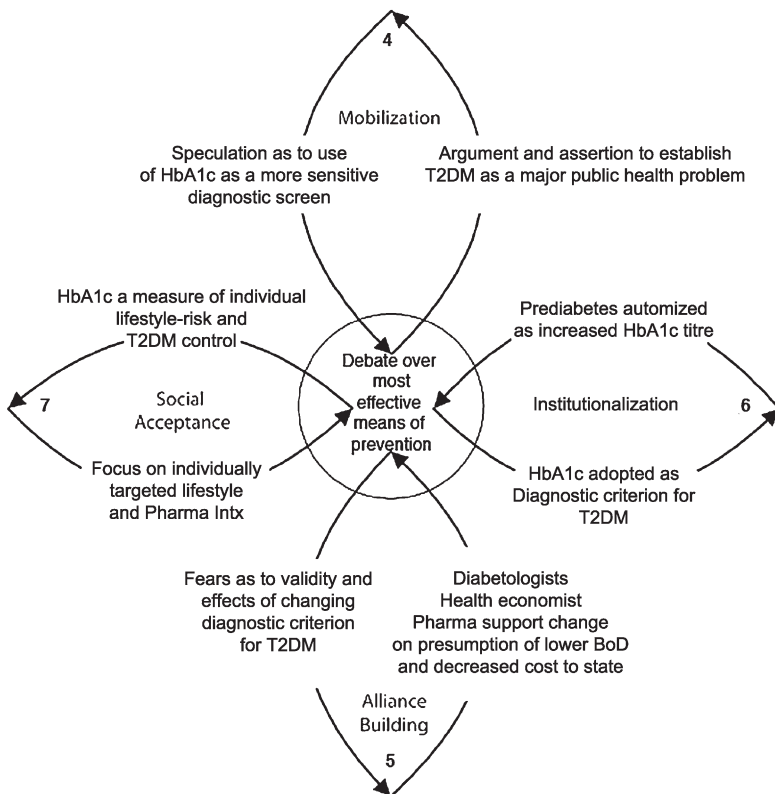 4
Mobilization
Speculation as to use
of HbA1c as a more sensitive
diagnostic screen
Argument and assertion to establish
T2DM as a major public health problem
HbA1c a measure of individual
lifestyle-risk and
T2DM control
Prediabetes automized
as increased HbA1c titre
Debate over
most
effective
means of
prevention
7
Social
Acceptance
Institutionalization
6
Focus on individually
targeted lifestyle
and Pharma Intx
HbA1c adopted as
Diagnostic criterion for
T2DM
Fears as to validity and
effects of changing
diagnostic criterion
for T2DM
Diabetologists
Health economist
Pharma support change
on presumption of lower BoD
and decreased cost to state
Alliance
Building
5